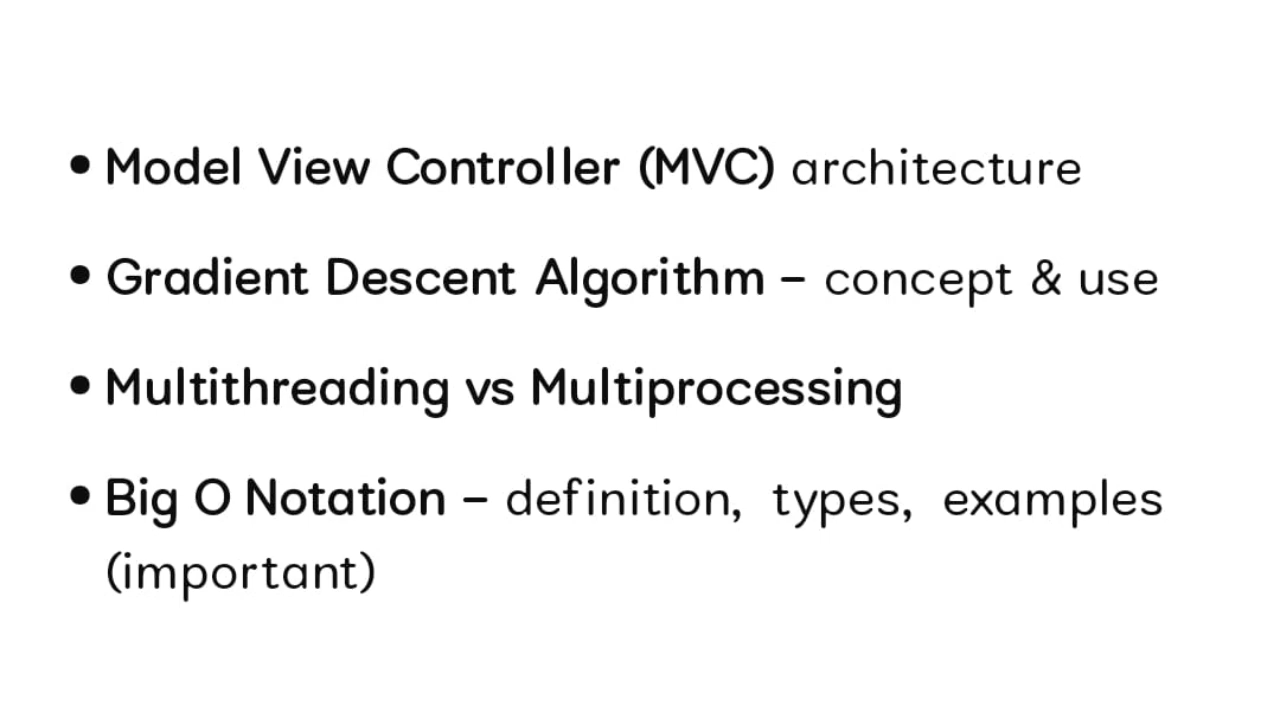 • Model View Controller (MVC) architecture
• Gradient Descent Algorithm – concept & use
• Multithreading vs Multiprocessing
• Big O Notation – definition, types, examples
(important)